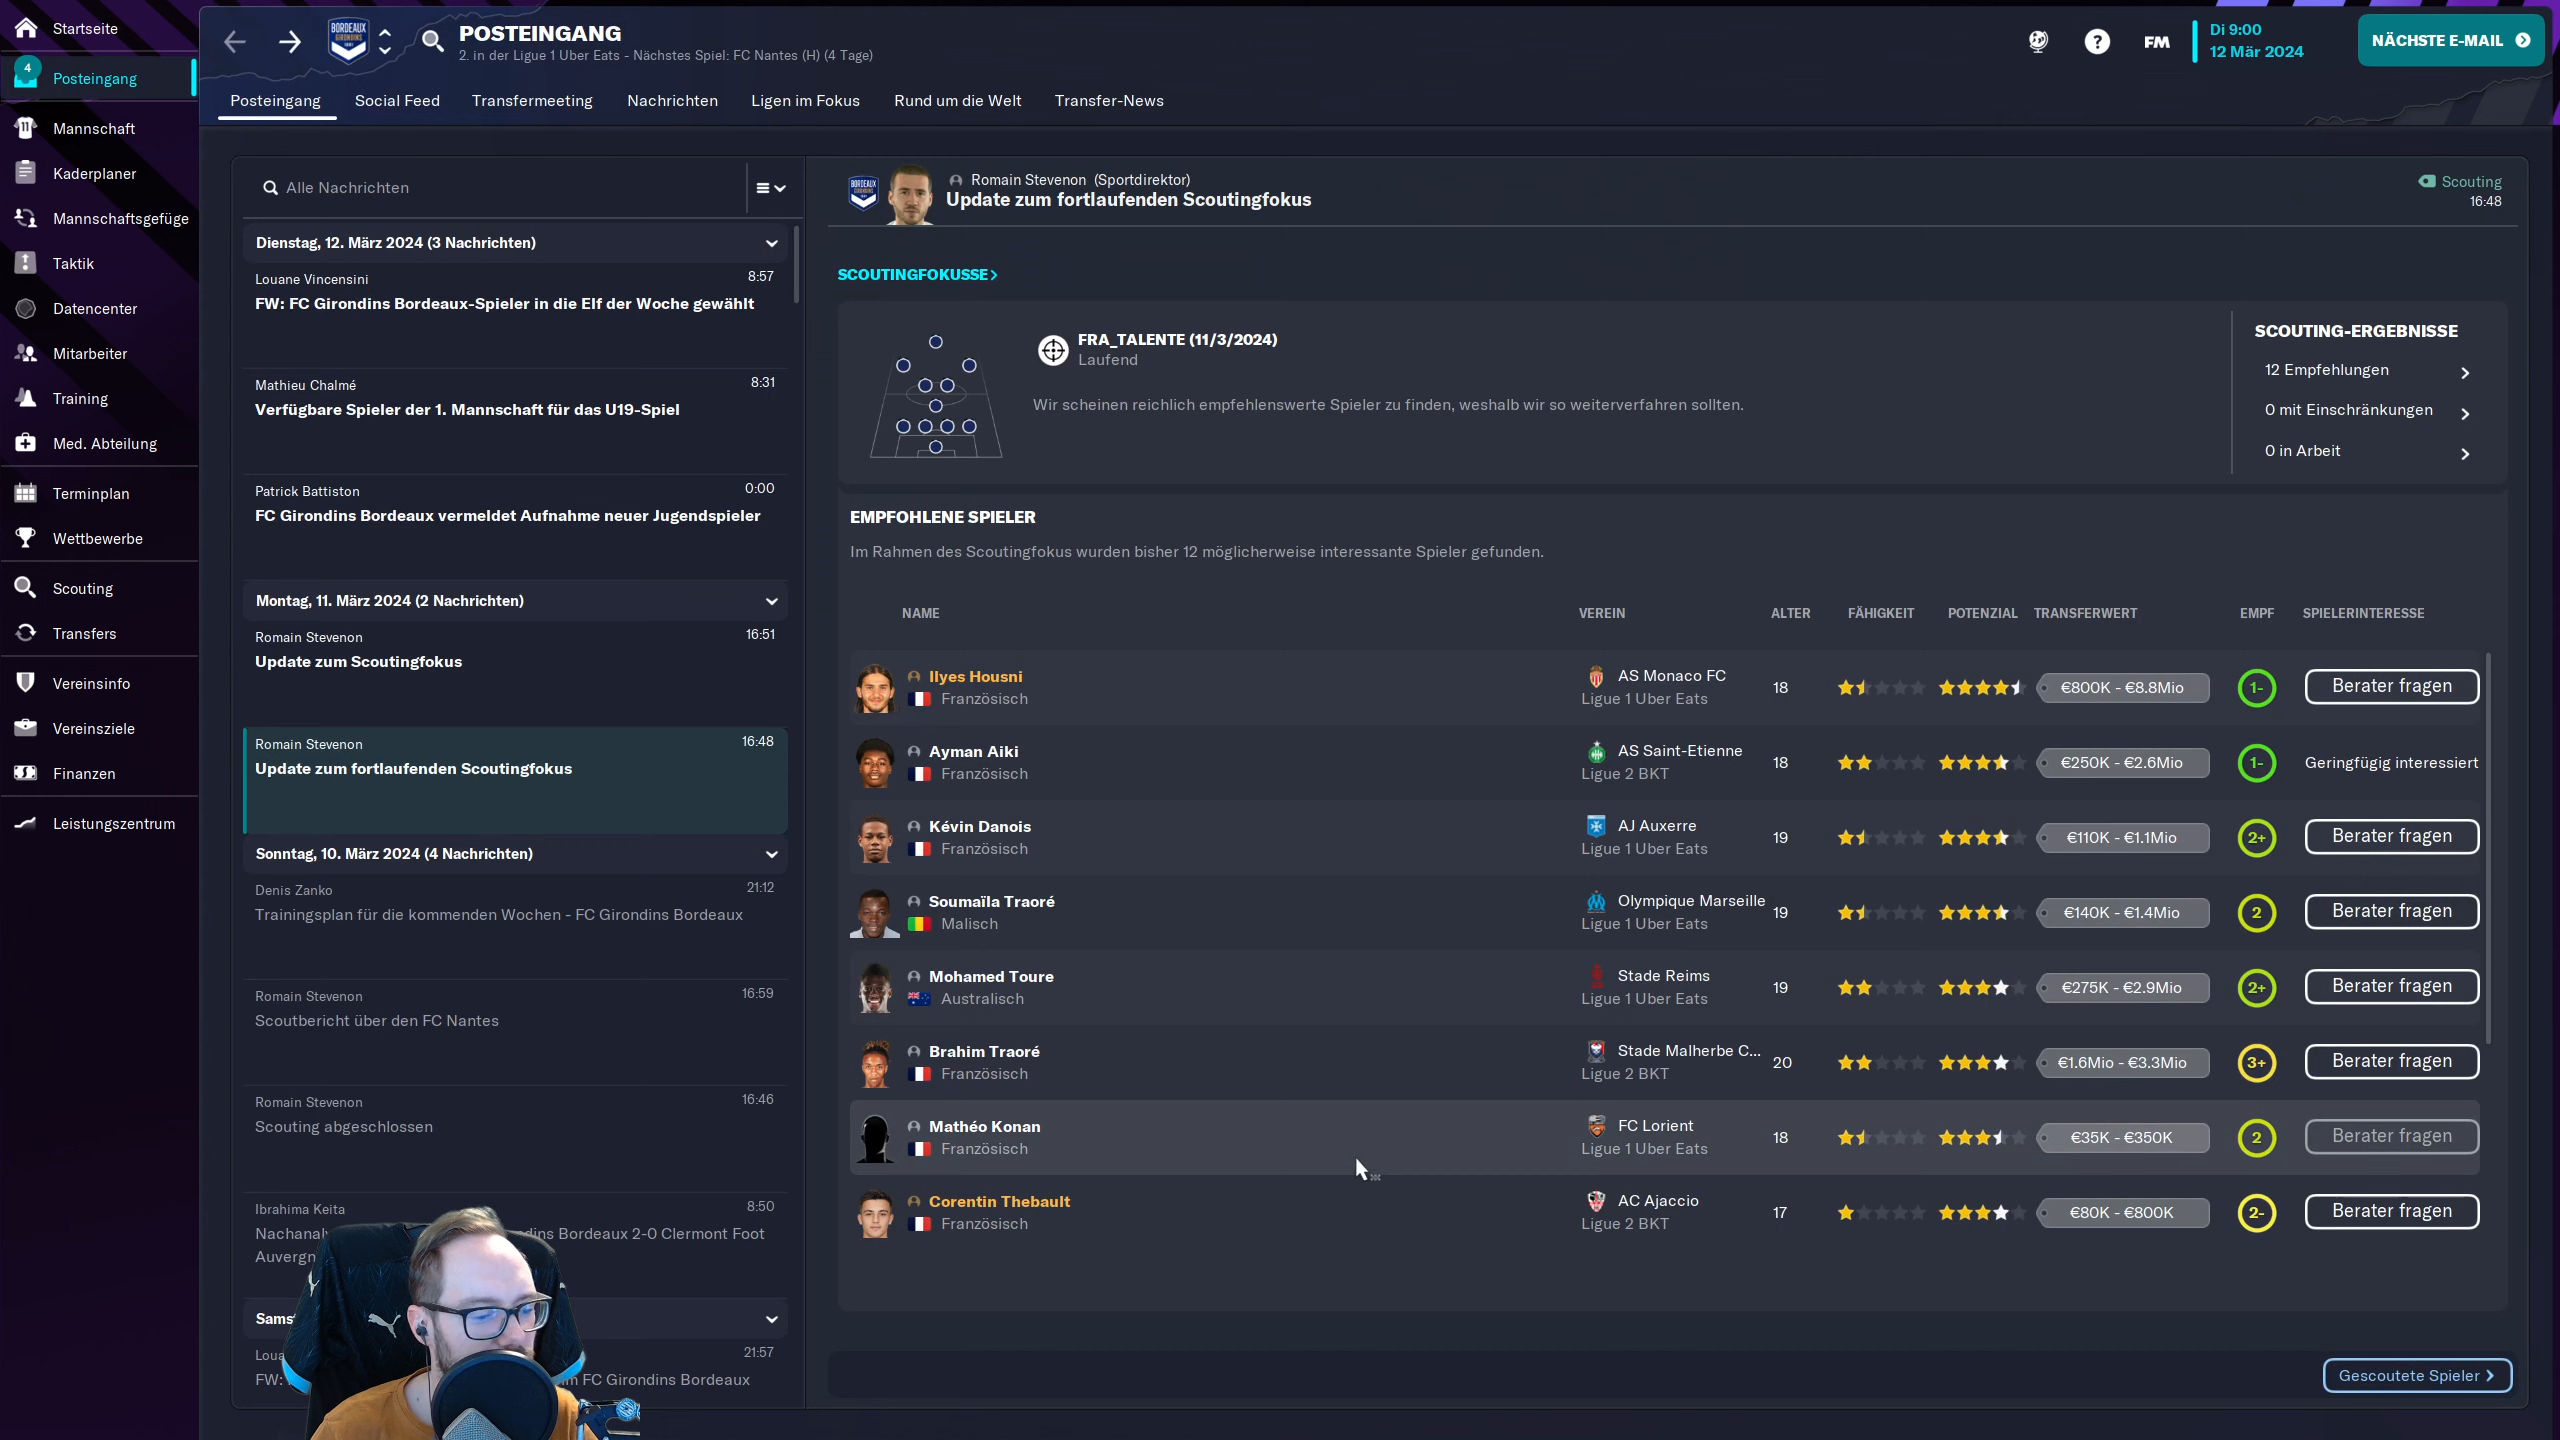 Startseite
4
Posteingang
Mannschaft
Kaderplaner
Mannschaftsgefüge
Taktik
Datencenter
Mitarbeiter
Training
Med. Abteilung
Terminplan
Wettbewerbe
Scouting
Transfers
Vereinsinfo
Vereinsziele
Finanzen
Leistungszentrum
BORDEAUX
POSTEINGANG
2. in der Ligue 1 Uber Eats - Nächstes Spiel: FC Nantes (H) (4 Tage)
FM
Di 9:00
12 Mär 2024
NÄCHSTE E-MAIL
Posteingang Social Feed Transfermeeting Nachrichten Ligen im Fokus Rund um die Welt Transfer-News
Alle Nachrichten
Dienstag, 12. März 2024 (3 Nachrichten)
Louane Vincensini 8:57
FW: FC Girondins Bordeaux-Spieler in die Elf der Woche gewählt
Mathieu Chalmé 8:31
Verfügbare Spieler der 1. Mannschaft für das U19-Spiel
Patrick Battiston 0:00
FC Girondins Bordeaux vermeldet Aufnahme neuer Jugendspieler
Montag, 11. März 2024 (2 Nachrichten)
Romain Stevenon 16:51
Update zum Scoutingfokus
Romain Stevenon 16:48
Update zum fortlaufenden Scoutingfokus
Sonntag, 10. März 2024 (4 Nachrichten)
Denis Zanko 21:12
Trainingsplan für die kommenden Wochen - FC Girondins Bordeaux
Romain Stevenon 16:59
Scoutbericht über den FC Nantes
Romain Stevenon 16:46
Scouting abgeschlossen
Ibrahima Keita 8:50
Bordeaux 2-0 Clermont Foot
21:57
FW: FC Girondins Bordeaux
BORDEAUX
Romain Stevenon (Sportdirektor)
Update zum fortlaufenden Scoutingfokus
Scouting
16:48
SCOUTINGFOKUSSE
FRA_TALENTE (11/3/2024)
Laufend
Wir scheinen reichlich empfehlenswerte Spieler zu finden, weshalb wir so weiterverfahren sollten.
SCOUTING-ERGEBNISSE
12 Empfehlungen
0 mit Einschränkungen
0 in Arbeit
EMPFOHLENE SPIELER
Im Rahmen des Scoutingfokus wurden bisher 12 möglicherweise interessante Spieler gefunden.
NAME VEREIN ALTER FÄHIGKEIT POTENZIAL TRANSFERWERT EMPF SPIELERINTERESSE
Ilyes Housni AS Monaco FC 18 €800K - €8.8Mio 1- Berater fragen
Französisch Ligue 1 Uber Eats
Ayman Aiki AS Saint-Etienne 18 €250K - €2.6Mio 1- Geringfügig interessiert
Französisch Ligue 2 BKT
Kévin Danois AJ Auxerre 19 €110K - €1.1Mio 2+ Berater fragen
Französisch Ligue 1 Uber Eats
Soumaïla Traoré Olympique Marseille 19 €140K - €1.4Mio 2 Berater fragen
Malisch Ligue 1 Uber Eats
Mohamed Toure Stade Reims 19 €275K - €2.9Mio 2+ Berater fragen
Australisch Ligue 1 Uber Eats
Brahim Traoré Stade Malherbe C... 20 €1.6Mio - €3.3Mio 3+ Berater fragen
Französisch Ligue 2 BKT
Mathéo Konan FC Lorient 18 €35K - €350K 2 Berater fragen
Französisch Ligue 1 Uber Eats
Corentin Thebault AC Ajaccio 17 €80K - €800K 2- Berater fragen
Französisch Ligue 2 BKT
Gescoutete Spieler